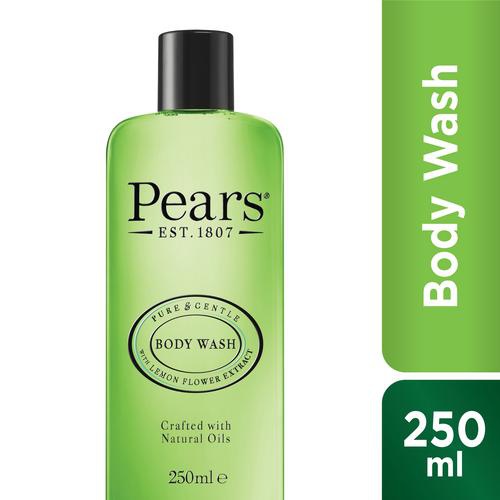 Pears®
EST. 1807
PURE & GENTLE
BODY WASH
WITH LEMON FLOWER EXTRACT
Crafted with
Natural Oils
250ml e
Body Wash
250
ml